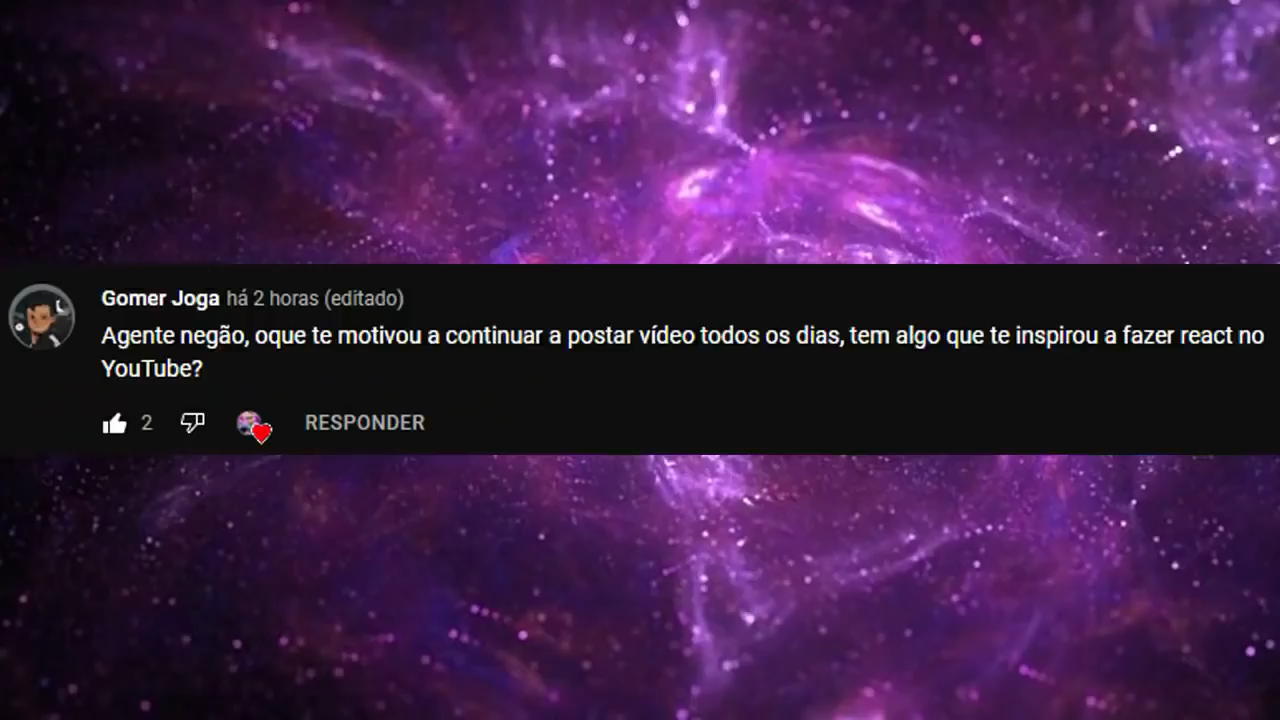 Gomer Joga há 2 horas (editado)
Agente negão, oque te motivou a continuar a postar vídeo todos os dias, tem algo que te inspirou a fazer react no
YouTube?
2 RESPONDER